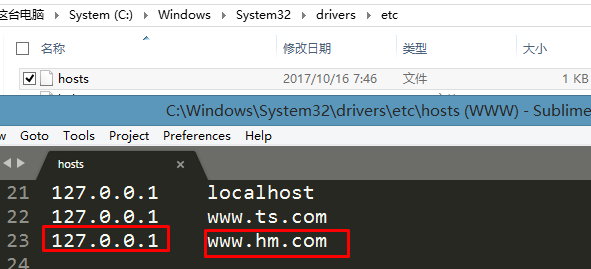 这台电脑 › System (C:) › Windows › System32 › drivers › etc
名称 修改日期 类型 大小
hosts 2017/10/16 7:46 文件 1 KB
C:\Windows\System32\drivers\etc\hosts (WWW) - Sublime
w Goto Tools Project Preferences Help
hosts ×
21 127.0.0.1 localhost
22 127.0.0.1 www.ts.com
23 127.0.0.1 www.hm.com
24